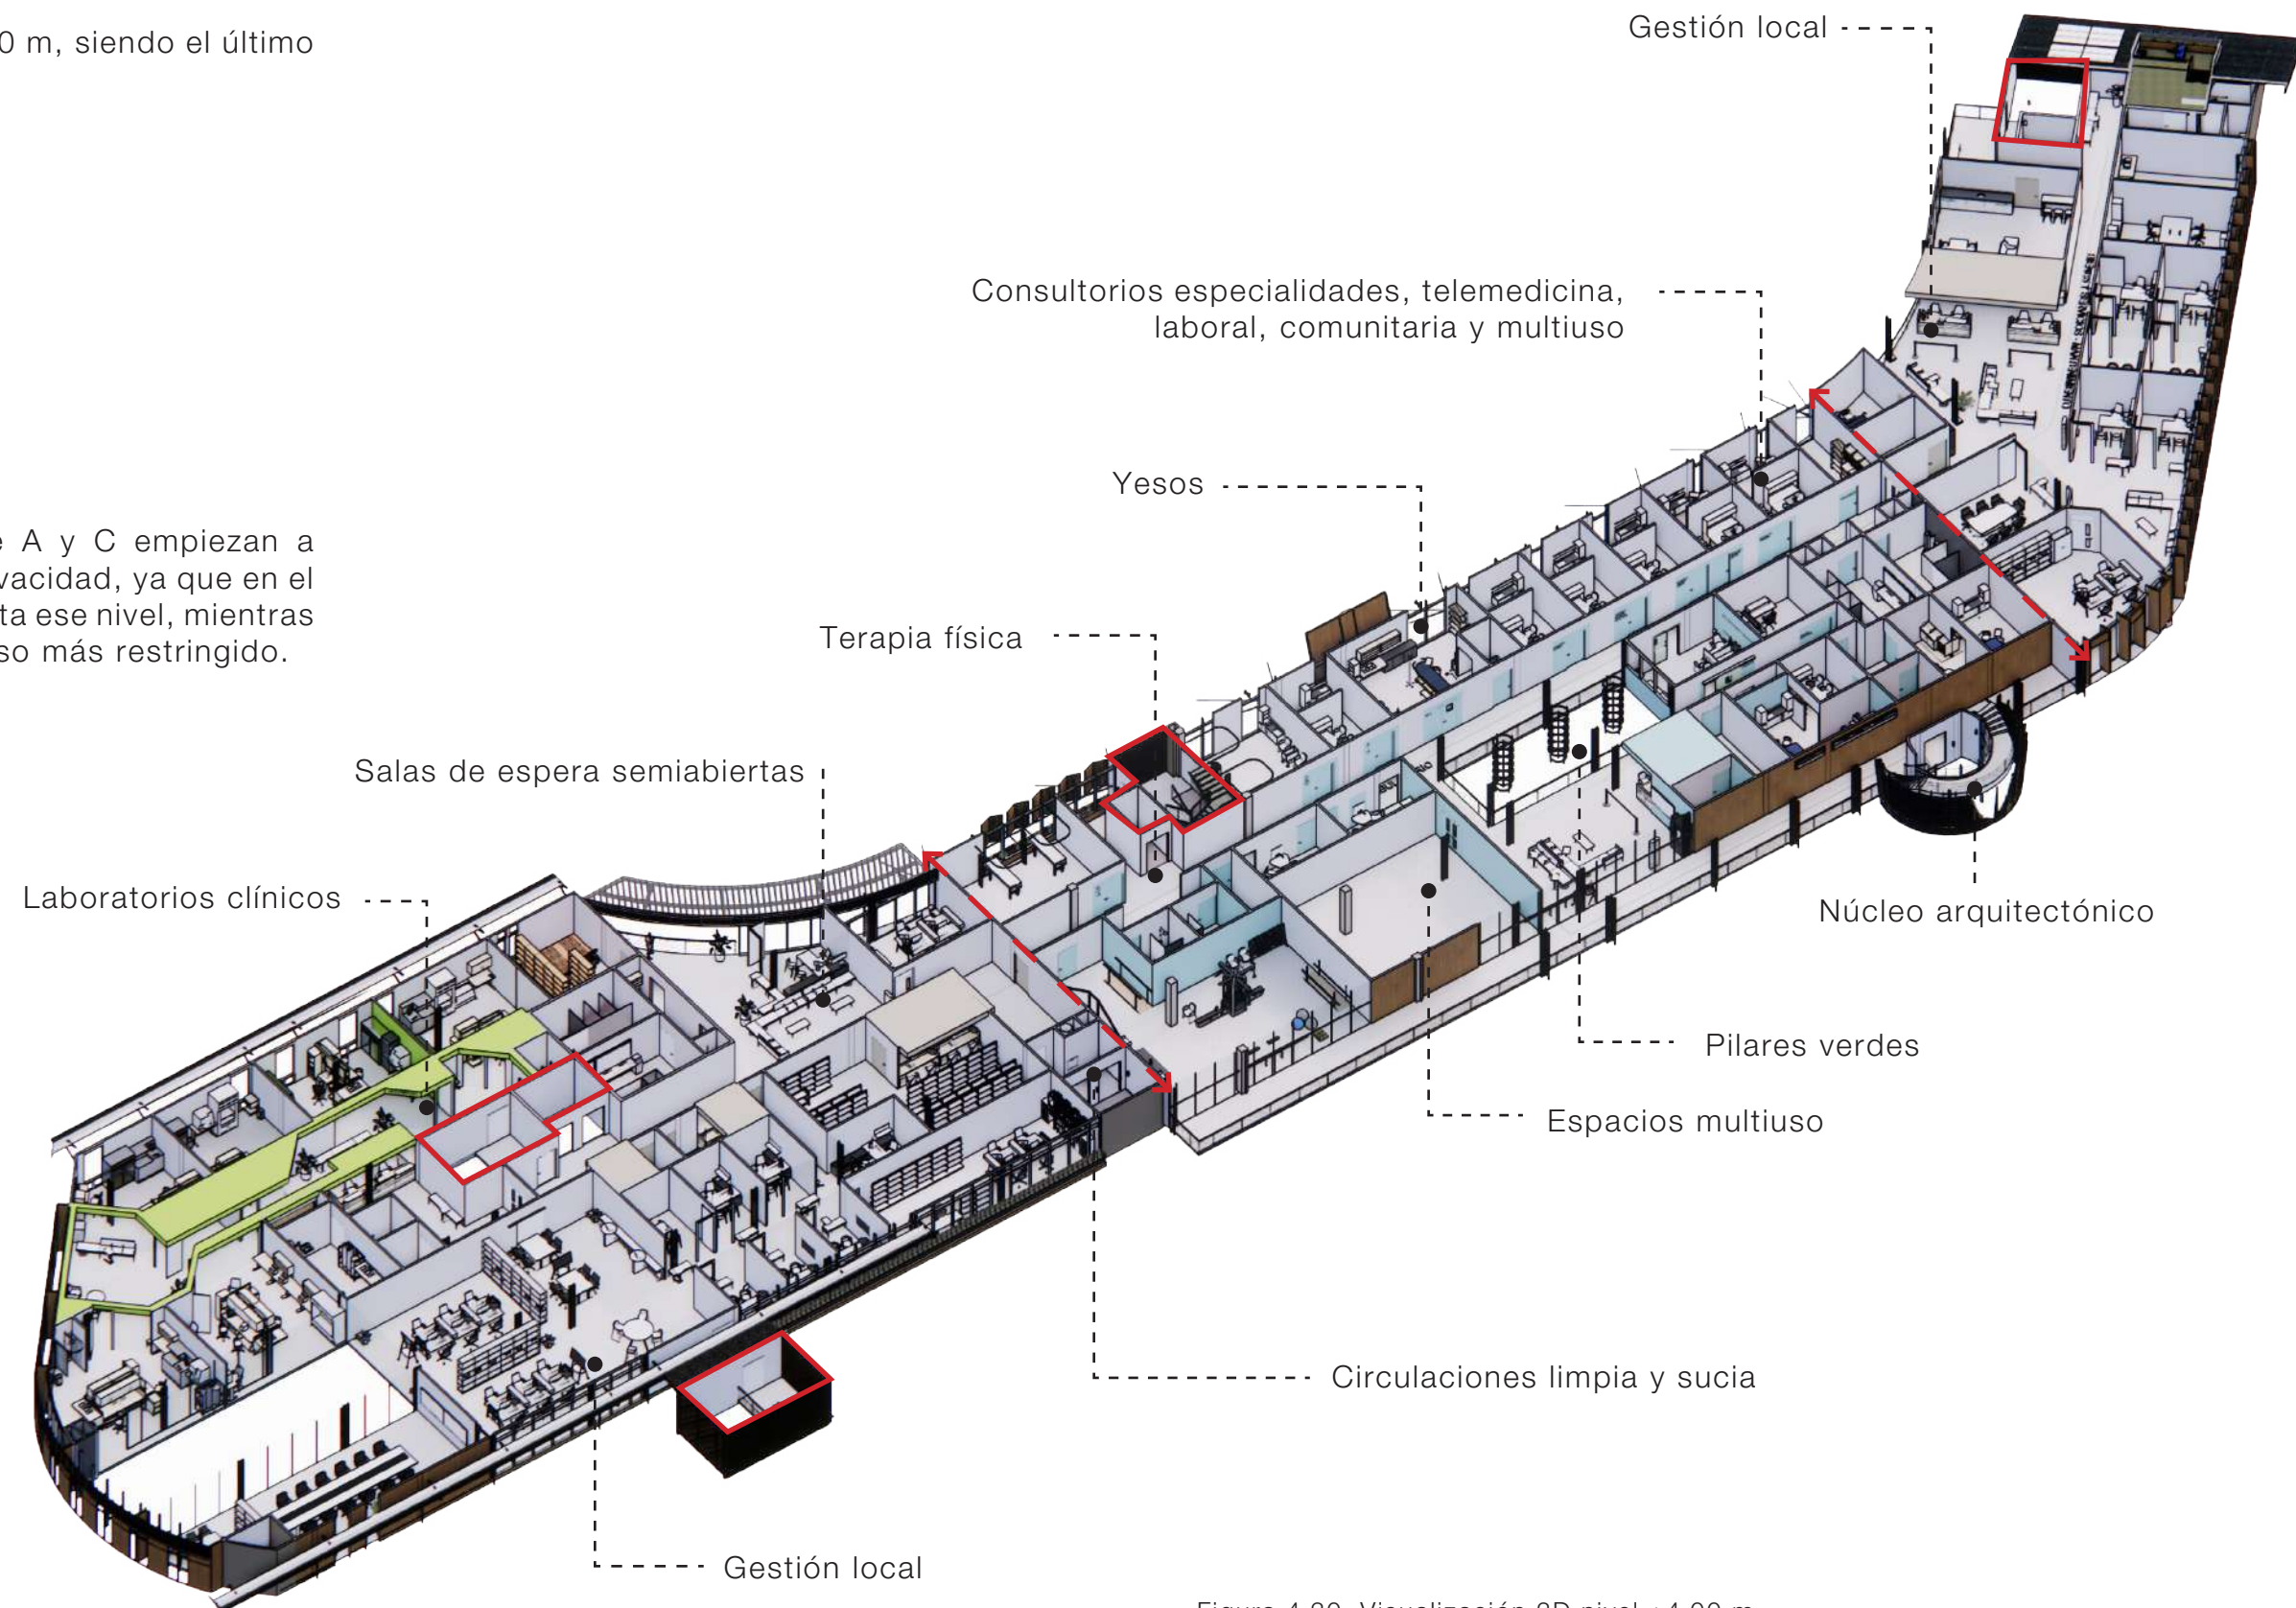 0 m, siendo el último
A y C empiezan a
vacidad, ya que en el
ta ese nivel, mientras
so más restringido.
Gestión local
Consultorios especialidades, telemedicina,
laboral, comunitaria y multiuso
Yesos
Terapia física
Salas de espera semiabiertas
Laboratorios clínicos
Núcleo arquitectónico
Pilares verdes
Espacios multiuso
Circulaciones limpia y sucia
Gestión local